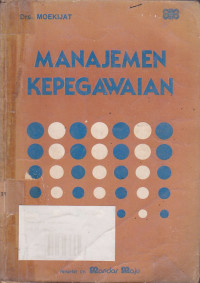 Drs. MOEKIJAT
MANAJEMEN
KEPEGAWAIAN
Mandar Maju